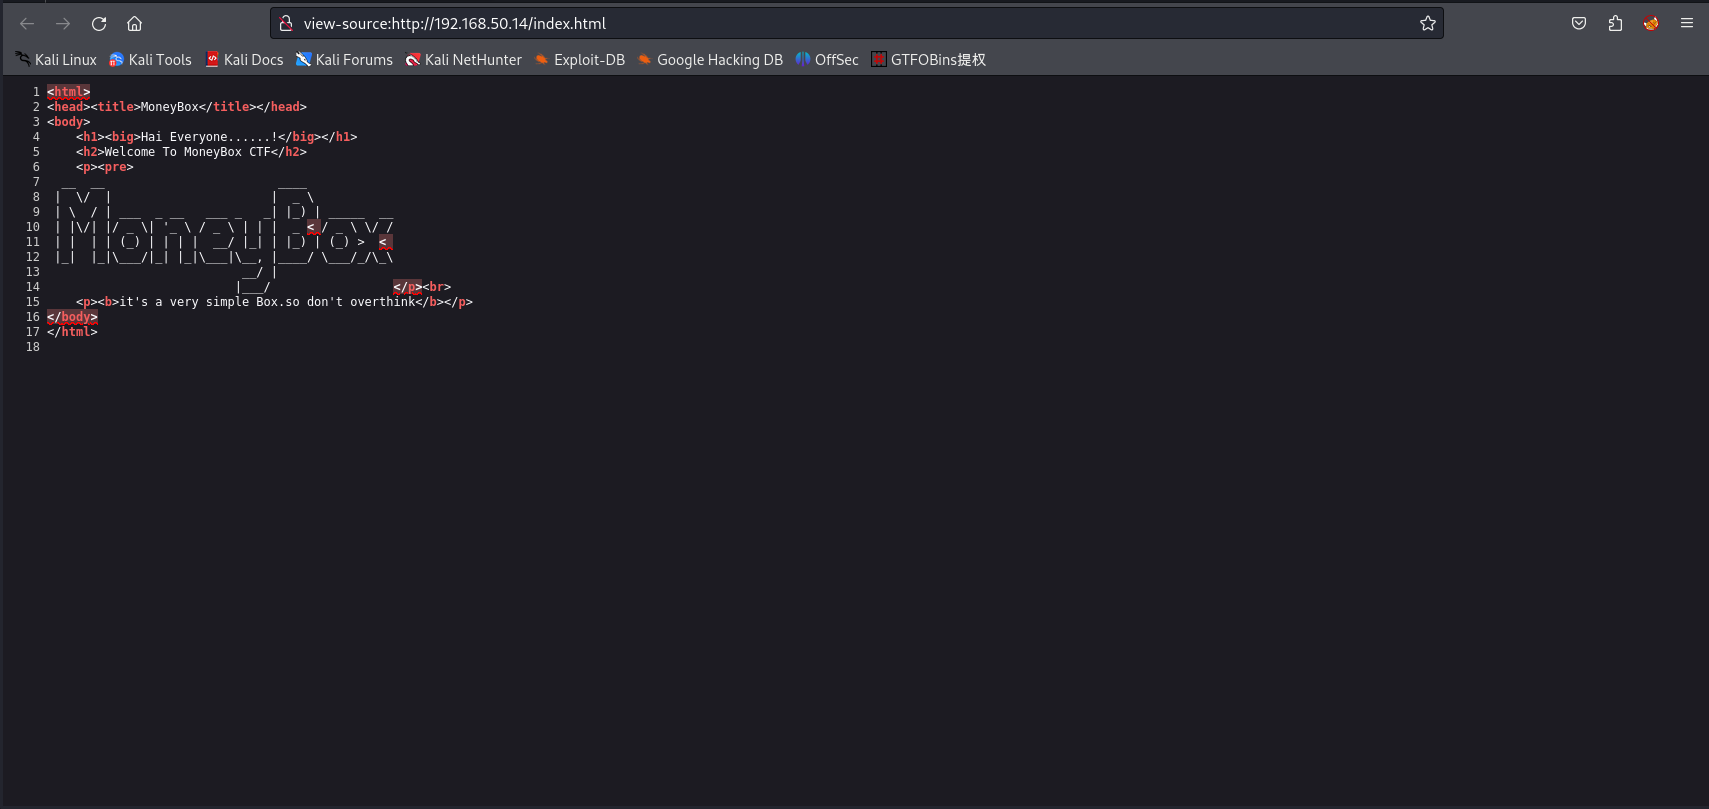 view-source:http://192.168.50.14/index.html
Kali Linux Kali Tools Kali Docs Kali Forums Kali NetHunter Exploit-DB Google Hacking DB OffSec GTFOBins提权
1 <html>
2 <head><title>MoneyBox</title></head>
3 <body>
4     <h1><big>Hai Everyone......!</big></h1>
5     <h2>Welcome To MoneyBox CTF</h2>
6     <p><pre>
7   __  __                        ____
8  |  \/  |                      |  _ \
9  | \  / | ___  _ __   ___ _   _| |_) | _____  __
10  | |\/| |/ _ \| '_ \ / _ \ | | |  _ < / _ \ \/ /
11  | |  | | (_) | | | |  __/ |_| | |_) | (_) >  <
12  |_|  |_|\___/|_| |_|\___|\__, |____/ \___/_/\_\
13                            __/ |
14                           |___/                 </p><br>
15     <p><b>it's a very simple Box.so don't overthink</b></p>
16 </body>
17 </html>
18